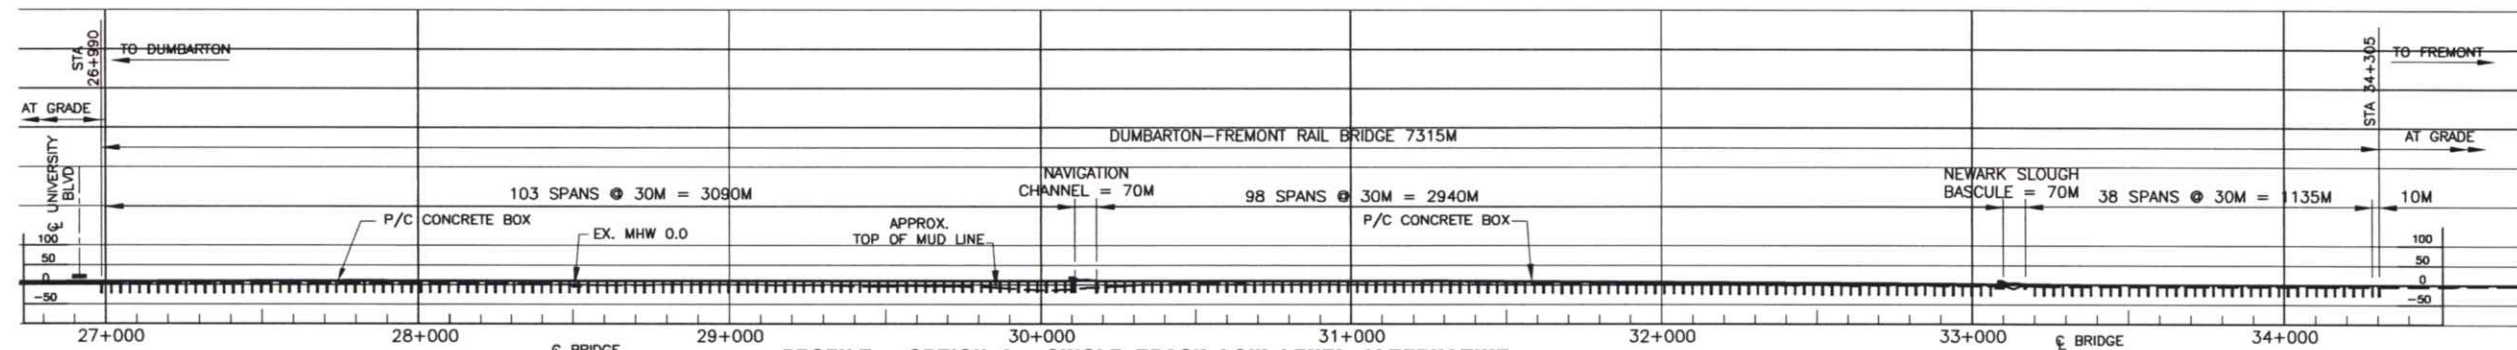 STA
26+990
TO DUMBARTON
STA 34+305
TO FREMONT
AT GRADE
DUMBARTON-FREMONT RAIL BRIDGE 7315M
AT GRADE
℄ UNIVERSITY
BLVD
103 SPANS @ 30M = 3090M
NAVIGATION
CHANNEL = 70M
98 SPANS @ 30M = 2940M
NEWARK SLOUGH
BASCULE = 70M
38 SPANS @ 30M = 1135M
10M
P/C CONCRETE BOX
EX. MHW 0.0
APPROX.
TOP OF MUD LINE
P/C CONCRETE BOX
100
50
0
-50
100
50
0
-50
27+000
28+000
29+000
30+000
31+000
32+000
33+000
34+000
℄ BRIDGE
℄ BRIDGE